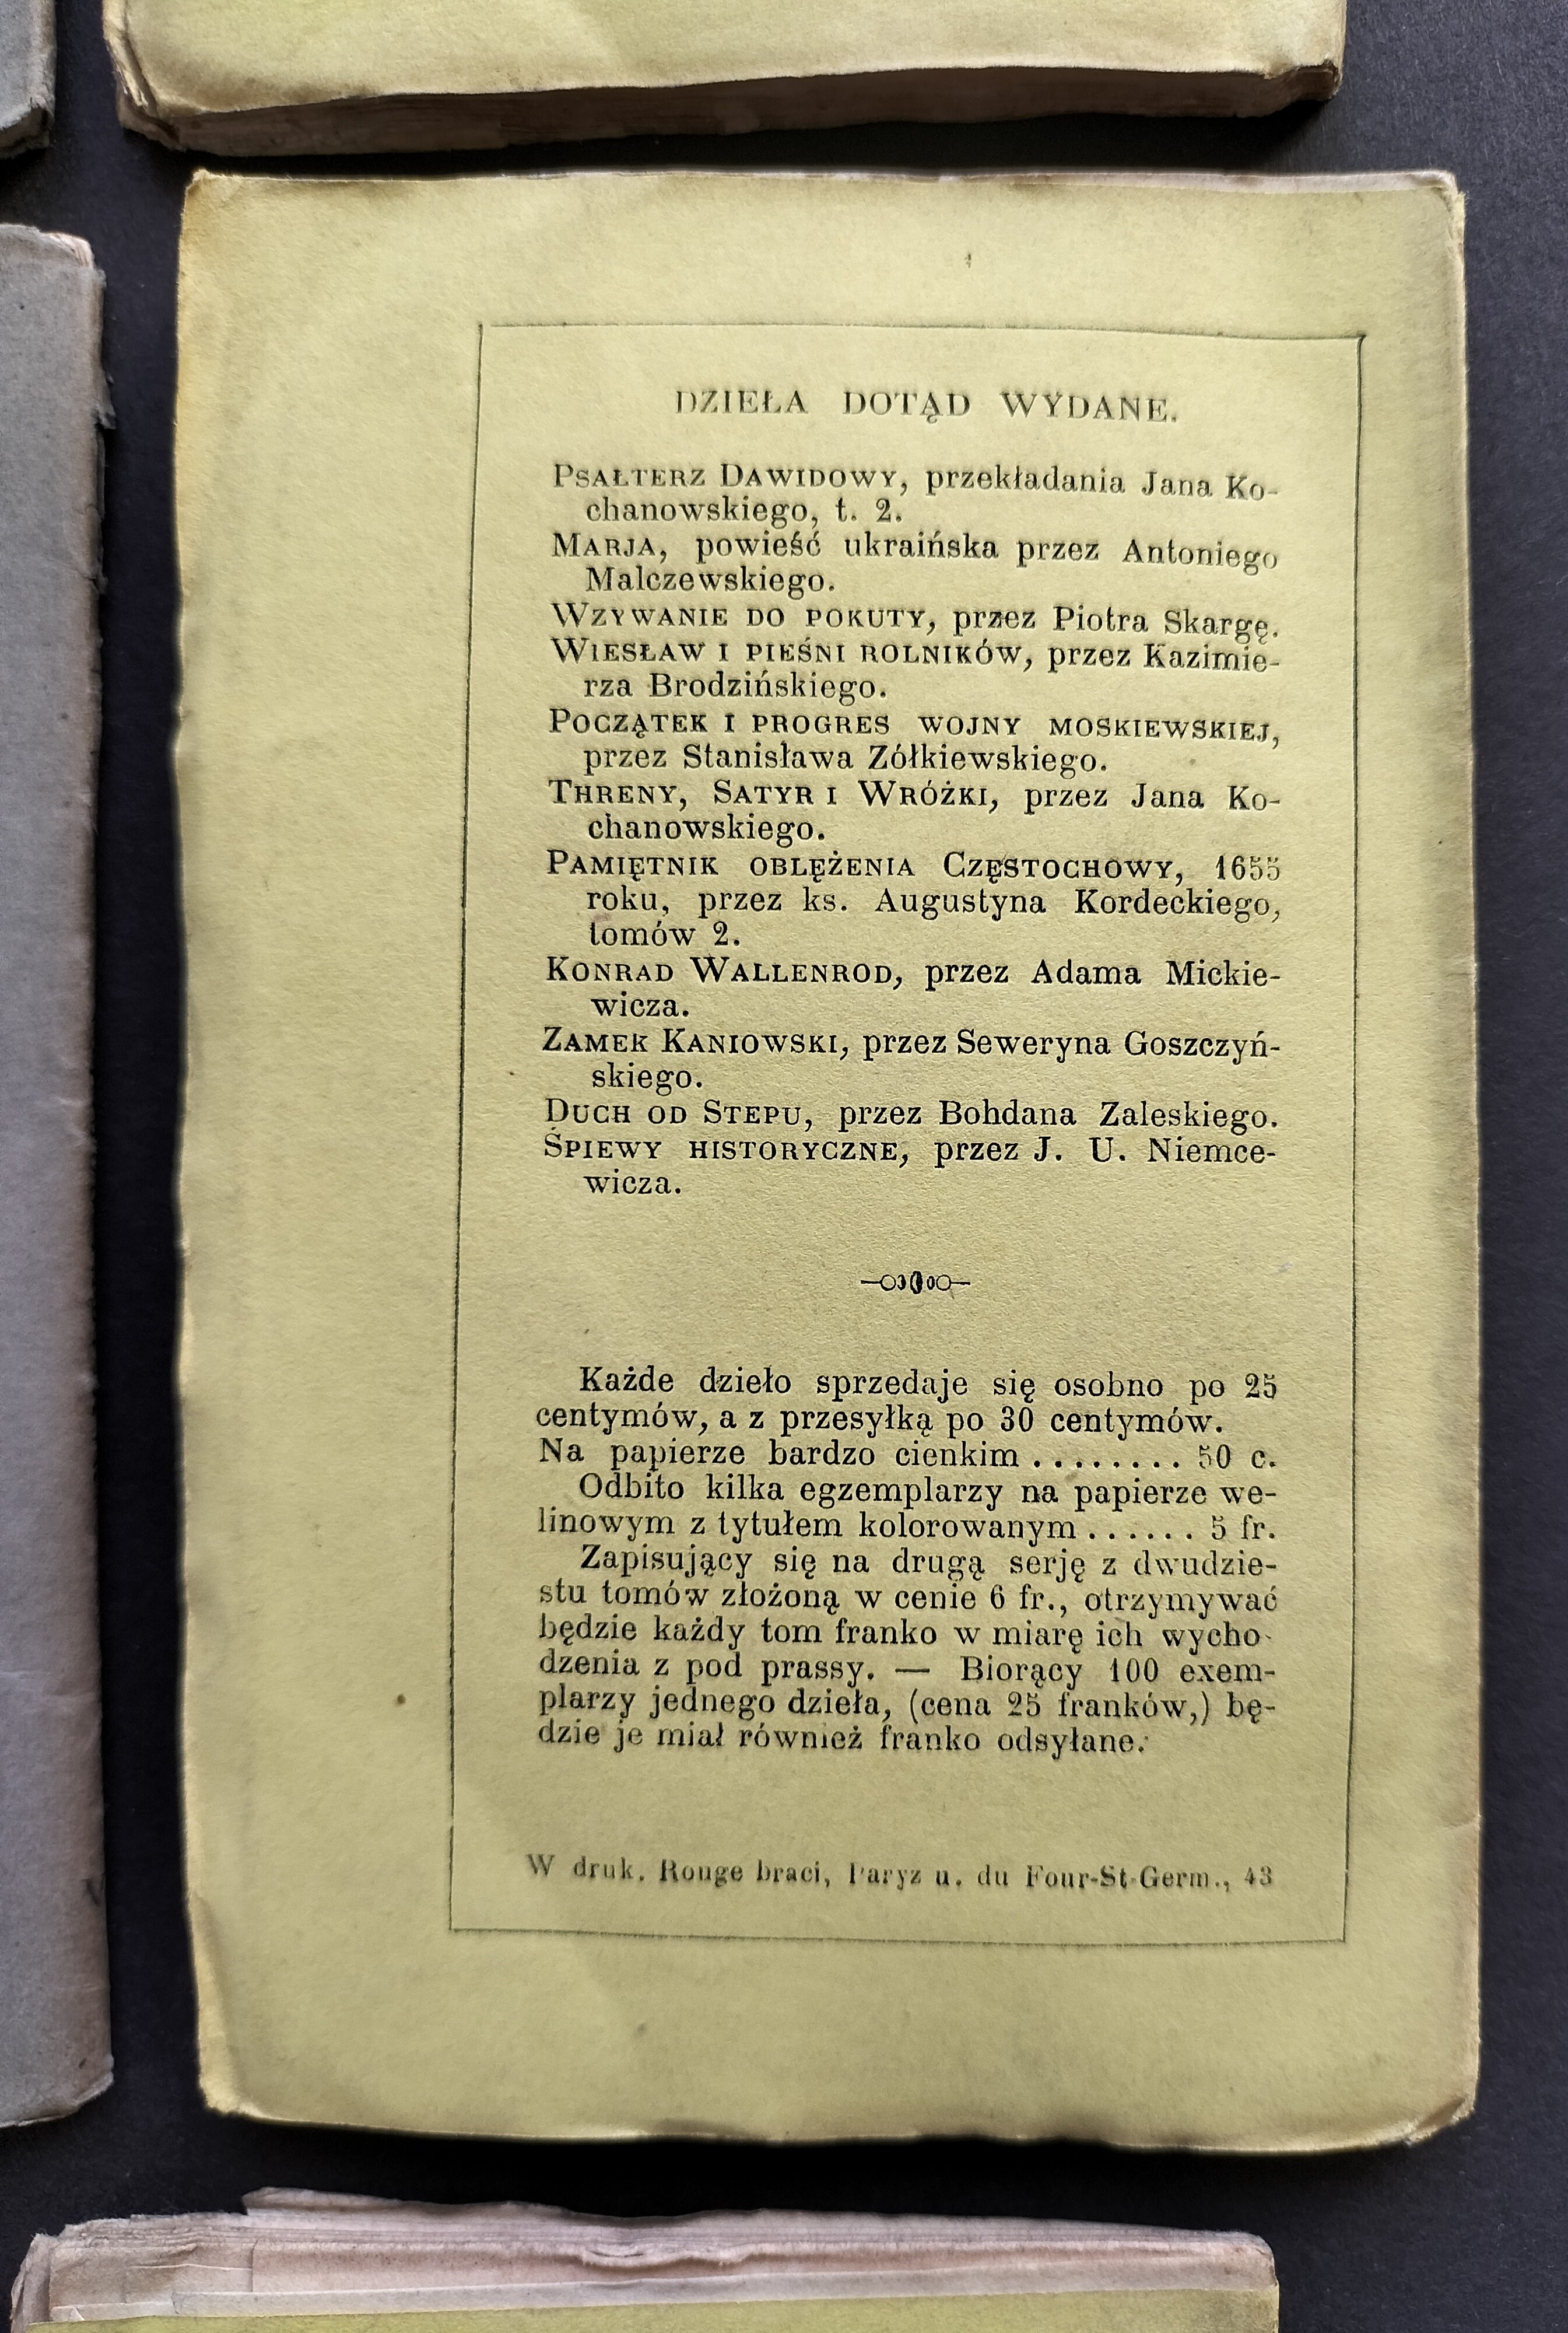 DZIEŁA DOTĄD WYDANE.
PSAŁTERZ DAWIDOWY, przekładania Jana Ko-
chanowskiego, t. 2.
MARJA, powieść ukraińska przez Antoniego
Malczewskiego.
WZYWANIE DO POKUTY, przez Piotra Skargę.
WIESŁAW I PIEŚNI ROLNIKÓW, przez Kazimie-
rza Brodzińskiego.
POCZĄTEK I PROGRES WOJNY MOSKIEWSKIEJ,
przez Stanisława Zółkiewskiego.
THRENY, SATYR I WRÓŻKI, przez Jana Ko-
chanowskiego.
PAMIĘTNIK OBLĘŻENIA CZĘSTOCHOWY, 1655
roku, przez ks. Augustyna Kordeckiego,
tomów 2.
KONRAD WALLENROD, przez Adama Mickie-
wicza.
ZAMEK KANIOWSKI, przez Seweryna Goszczyń-
skiego.
DUCH OD STEPU, przez Bohdana Zaleskiego.
ŚPIEWY HISTORYCZNE, przez J. U. Niemce-
wicza.
Każde dzieło sprzedaje się osobno po 25
centymów, a z przesyłką po 30 centymów.
Na papierze bardzo cienkim ........ 50 c.
Odbito kilka egzemplarzy na papierze we-
linowym z tytułem kolorowanym ...... 5 fr.
Zapisujący się na drugą serję z dwudzie-
stu tomów złożoną w cenie 6 fr., otrzymywać
będzie każdy tom franko w miarę ich wycho-
dzenia z pod prassy. — Biorący 100 exem-
plarzy jednego dzieła, (cena 25 franków,) bę-
dzie je miał również franko odsyłane.
W druk. Rouge braci, Paryz u. du Four-St-Germ., 43